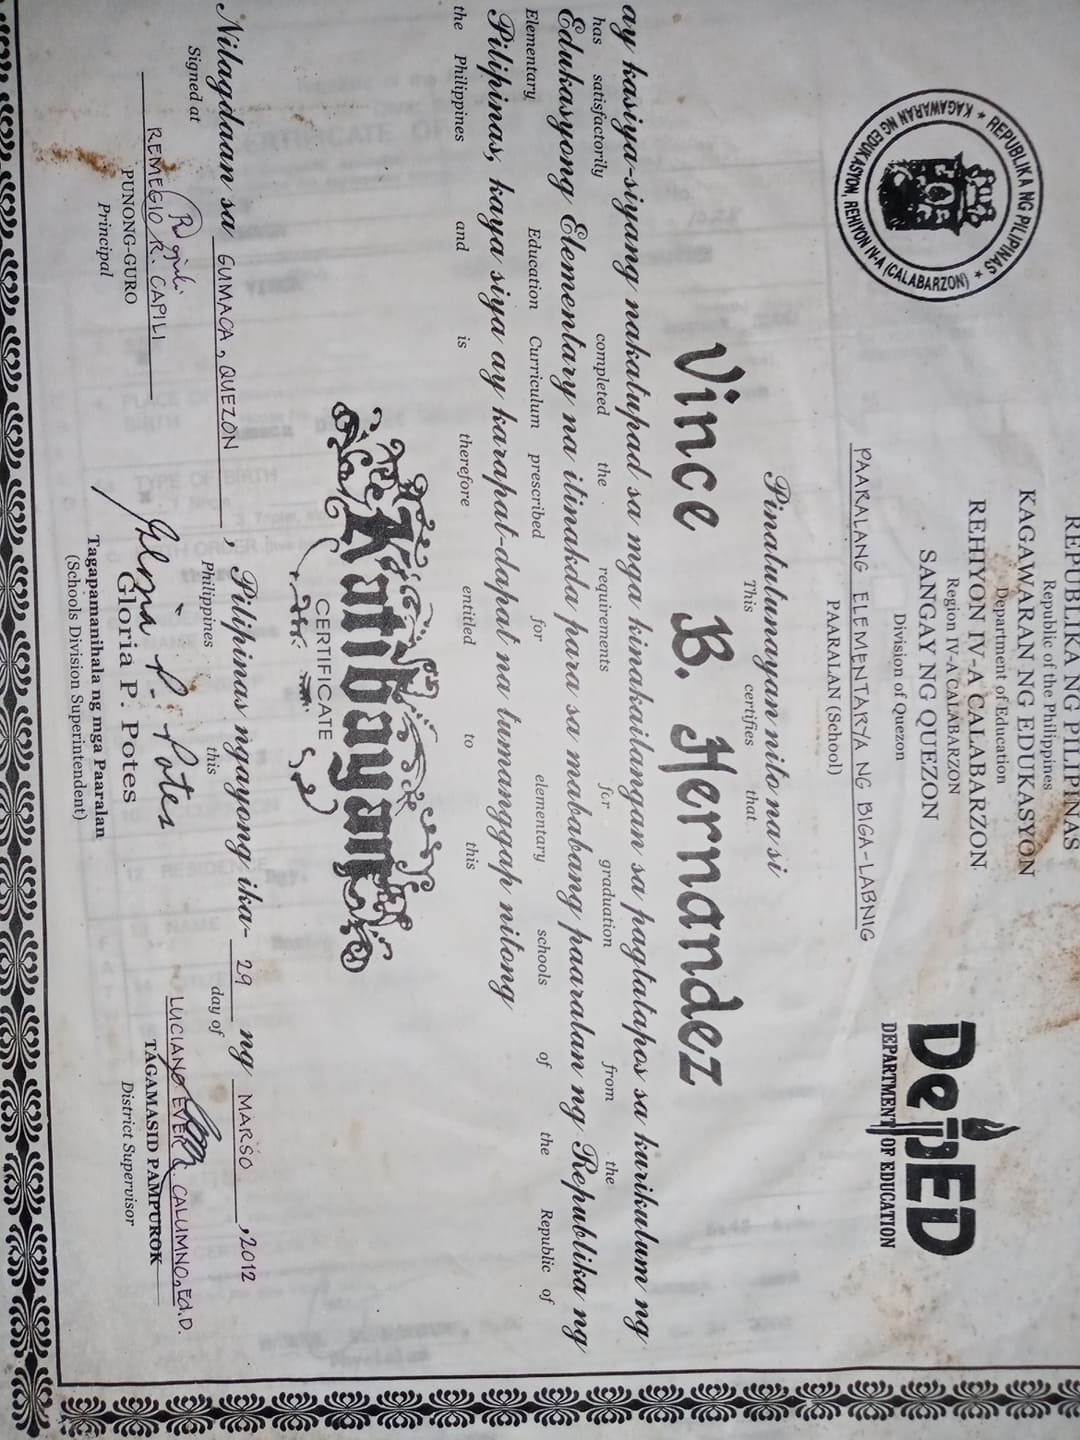 REPUBLIKA NG PILIPINAS
Republic of the Philippines
KAGAWARAN NG EDUKASYON
Department of Education
REHIYON IV-A CALABARZON
Region IV-A CALABARZON
SANGAY NG QUEZON
Division of Quezon
REPUBLIKA NG PILIPINAS ★ KAGAWARAN NG EDUKASYON, REHIYON IV-A (CALABARZON) ★
DepED
DEPARTMENT OF EDUCATION
PAARALANG ELEMENTARYA NG BIGA-LABNIG
PAARALAN (School)
Pinatutunayan nito na si
This certifies that
Vince B. Hernandez
ay kasiya-siyang nakatupad sa mga kinakailangan sa pagtatapos sa kurikulum ng
has satisfactorily completed the requirements for graduation from the
Edukasyong Elementary na itinakda para sa mababang paaralan ng Republika ng
Elementary Education Curriculum prescribed for elementary schools of the Republic of
Pilipinas, kaya siya ay karapat-dapat na tumanggap nitong
the Philippines and is therefore entitled to this
Katibayan
CERTIFICATE
Nilagdaan sa GUMACA, QUEZON, Pilipinas ngayong ika-29 ng MARSO, 2012
Signed at Philippines this day of
REMEGIO R. CAPILI
PUNONG-GURO
Principal
LUCIANO EVER C. CALUMNO, Ed.D.
TAGAMASID PAMPUROK
District Supervisor
Gloria P. Potes
Gloria P. Potes
Tagapamanihala ng mga Paaralan
(Schools Division Superintendent)